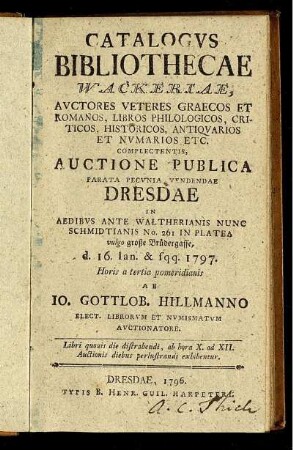 CATALOGVS
BIBLIOTHECAE
WACKERIAE,
AVCTORES VETERES GRAECOS ET
ROMANOS, LIBROS PHILOLOGICOS, CRI-
TICOS, HISTORICOS, ANTIQVARIOS
ET NVMARIOS ETC.
COMPLECTENTIS,
AUCTIONE PUBLICA
PARATA PECVNIA VENDENDAE
DRESDAE
IN
AEDIBVS ANTE WALTHERIANIS NUNC
SCHMIDTIANIS No. 261 IN PLATEA
vulgo große Brüdergasse,
d. 16. Ian. & sqq. 1797.
Horis a tertia pomeridianis
AB
IO. GOTTLOB. HILLMANNO
ELECT. LIBRORVM ET NVMISMATVM
AVCTIONATORE.
Libri quovis die distrahendi, ab hora X. ad XII.
Auctionis diebus perlustrandi exhibentur.
DRESDAE, 1796.
TYPIS B. HENR. GUIL. HARPETERI.
a. C.